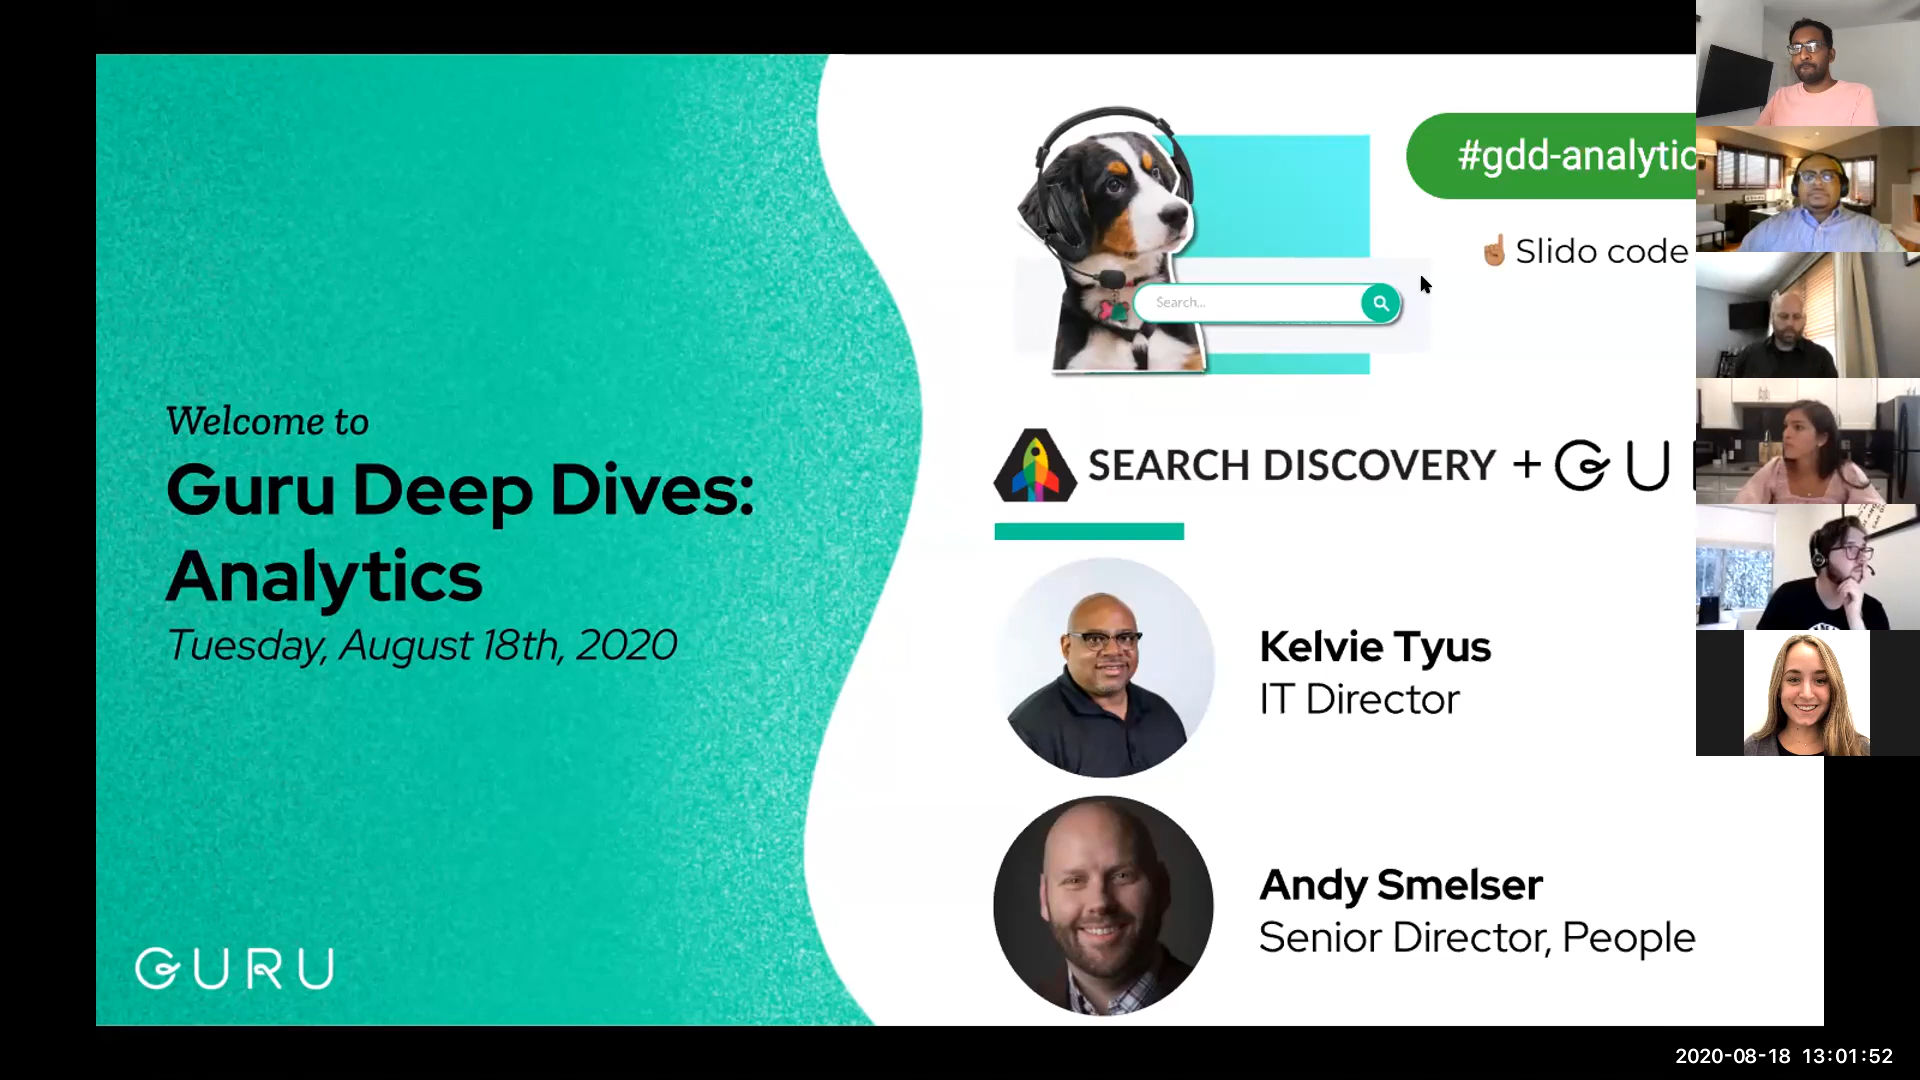 Welcome to
Guru Deep Dives:
Analytics
Tuesday, August 18th, 2020
GURU
#gdd-analytic
Slido code
Search...
SEARCH DISCOVERY + GU
Kelvie Tyus
IT Director
Andy Smelser
Senior Director, People
2020-08-18 13:01:52